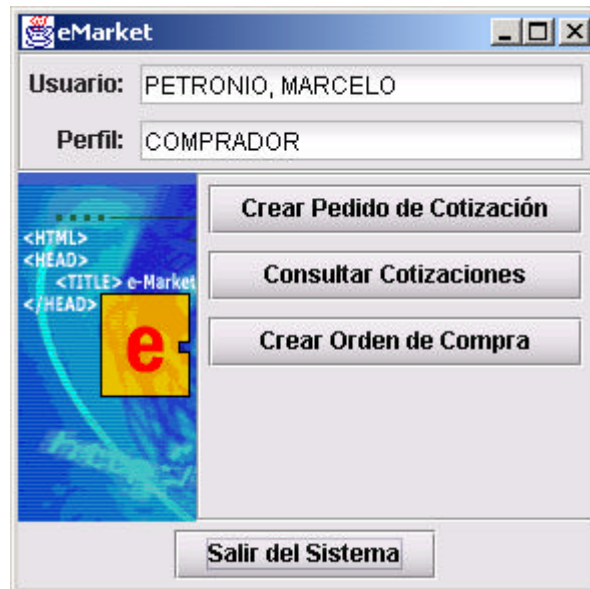 eMarket
Usuario: PETRONIO, MARCELO
Perfil: COMPRADOR
Crear Pedido de Cotización
Consultar Cotizaciones
Crear Orden de Compra
<HTML>
<HEAD>
<TITLE> e-Market
</HEAD>
e
Salir del Sistema